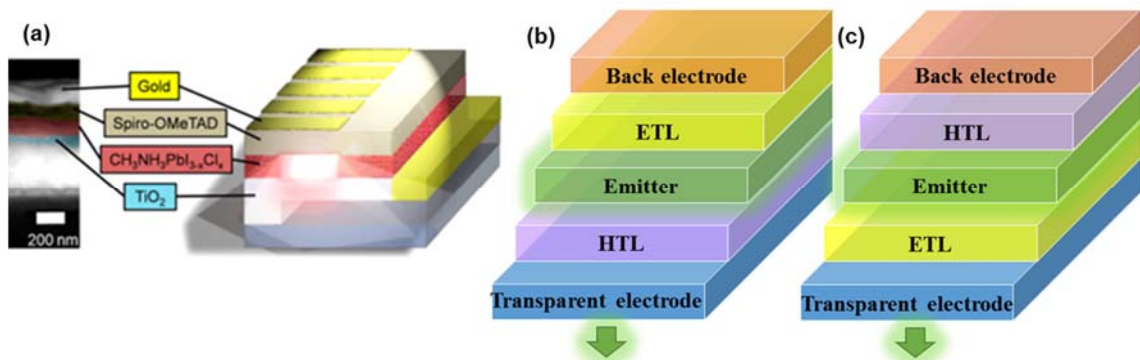 (a)
Gold
Spiro-OMeTAD
CH₃NH₃PbI₃₋ₓClₓ
TiO₂
200 nm
(b)
Back electrode
ETL
Emitter
HTL
Transparent electrode
(c)
Back electrode
HTL
Emitter
ETL
Transparent electrode